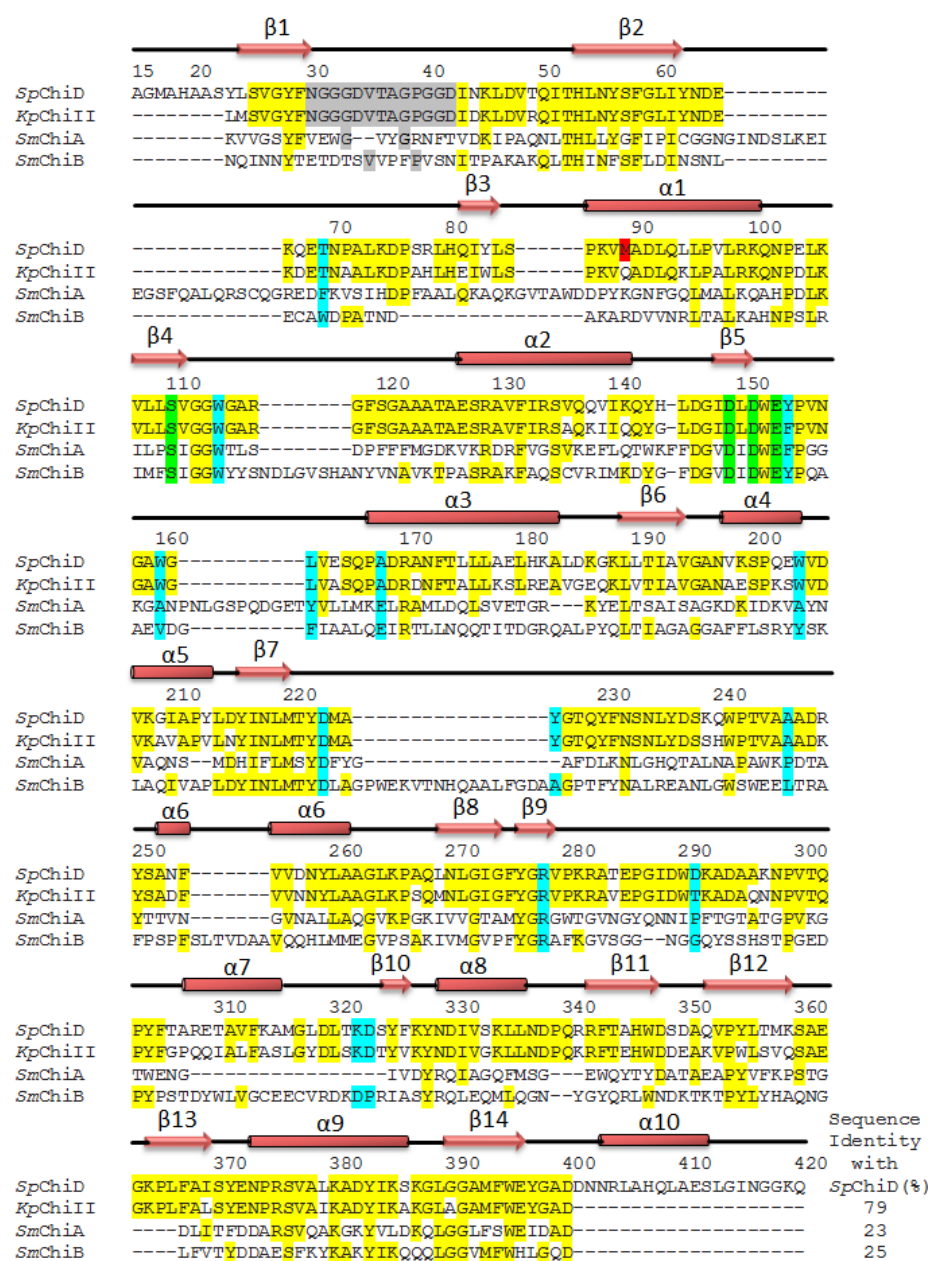 β1 β2
15 20 30 40 50 60
SpChiD AGMAHAASYLSVGYFNGGGDVTAGPGGDINKLDVTQITHLNYSFGLIYNDE---------
KpChiII LMSVGYFNGGGDVTAGPGGDIDKLDVRQITHLNYSFGLIYNDE---------
SmChiA KVVGSYFVEWG--VYGRNFTVDKIPAQNLTHLLYGFIPICGGNGINDSLKEI
SmChiB NQINNYTETDTSVVPFPVSNITPAKAKQLTHINFSFLDINSNL---------
β3 α1
70 80 90 100
SpChiD -------------KQETNPALKDPSRLHQIYLS------PKVMADLQLLPVLRKQNPELK
KpChiII -------------KDETNAALKDPAHLHEIWLS------PKVQADLQKLPALRKQNPDLK
SmChiA EGSFQALQRSCQGREDFKVSIHDPFAALQKAQKGVTAWDDPYKGNFGQLMALKQAHPDLK
SmChiB -------------ECAWDPATND----------------AKARDVVNRLTALKAHNPSLR
β4 α2 β5
110 120 130 140 150
SpChiD VLLSVGGWGAR--------GFSGAAATAESRAVFIRSVQQVIKQYH-LDGIDLDWEYPVN
KpChiII VLLSVGGWGAR--------GFSGAAATAESRAVFIRSAQKIIQQYG-LDGIDLDWEFPVN
SmChiA ILPSIGGWTLS--------DPFFFMGDKVKRDRFVGSVKEFLQTWKFFDGVDIDWEFPGG
SmChiB IMFSIGGWYYSNDLGVSHANYVNAVKTPASRAKFAQSCVRIMKDYG-FDGVDIDWEYPQA
α3 β6 α4
160 170 180 190 200
SpChiD GAWG-----------LVESQPADRANFTLLLAELHKALDKGKLLTIAVGANVKSPQEWVD
KpChiII GAWG-----------LVASQPADRDNFTALLKSLREAVGEQKLVTIAVGANAESPKSWVD
SmChiA KGANPNLGSPQDGETYVLLMKELRAMLDQLSVETGR---KYELTSAISAGKDKIDKVAYN
SmChiB AEVDG----------FIAALQEIRTLLNQQTITDGRQALPYQLTIAGAGGAFFLSRYYSK
α5 β7
210 220 230 240
SpChiD VKGIAPYLDYINLMTYDMA-----------------YGTQYFNSNLYDSKQWPTVAAADR
KpChiII VKAVAPVLNYINLMTYDMA-----------------YGTQYFNSNLYDSSHWPTVAAADK
SmChiA VAQNS--MDHIFLMSYDFYG-----------------AFDLKNLGHQTALNAPAWKPDTA
SmChiB LAQIVAPLDYINLMTYDLAGPWEKVTNHQAALFGDAAGPTFYNALREANLGWSWEELTRA
α6 α6 β8 β9
250 260 270 280 290 301
SpChiD YSANF-------VVDNYLAAGLKPAQLNLGIGFYGRVPKRATEPGIDWDKADAAKNPVTQ
KpChiII YSADF-------VVNNYLAAGLKPSQMNLGIGFYGRVPKRAVEPGIDWTKADAQNNPVTQ
SmChiA YTTVN-------GVNALLAQGVKPGKIVVGTAMYGRGWTGVNGYQNNIPFTGTATGPVKG
SmChiB FPSPFSLTVDAAVQQHLMMEGVPSAKIVMGVPFYGRAFKGVSGG--NGGQYSSHSTPGED
α7 β10 α8 β11 β12
310 321 330 340 350 362
SpChiD PYFTARETAVFKAMGLDLTKDSYFKYNDIVSKLLNDPQRRFTAHWDSDAQVPYLTMKSAE
KpChiII PYFGPQQIALFASLGYDLSKDTYVKYNDIVGKLLNDPQKRFTEHWDDEAKVPWLSVQSAE
SmChiA TWENG-----------------IVDYRQIAGQFMSG---EWQYTYDATAEAPYVFKPSTG
SmChiB PYPSTDYWLVGCEECVRDKDPRIASYRQLEQMLQGN---YGYQRLWNDKTKTPYLYHAQNG
β13 α9 β14 α10 Sequence
Identity
370 380 390 400 410 420 with
SpChiD GKPLFAISYENPRSVALKADYIKSKGLGGAMFWEYGADDNNRLAHQLAESLGINGGKQ SpChiD(%)
KpChiII GKPLFALSYENPRSVAIKADYIKAKGLAGAMFWEYGAD-------------------- 79
SmChiA ----DLITFDDARSVQAKGKYVLDKQLGGLFSWEIDAD-------------------- 23
SmChiB ----LFVTYDDAESFKYKAKYIKQQQLGGVMFWHLGQD-------------------- 25